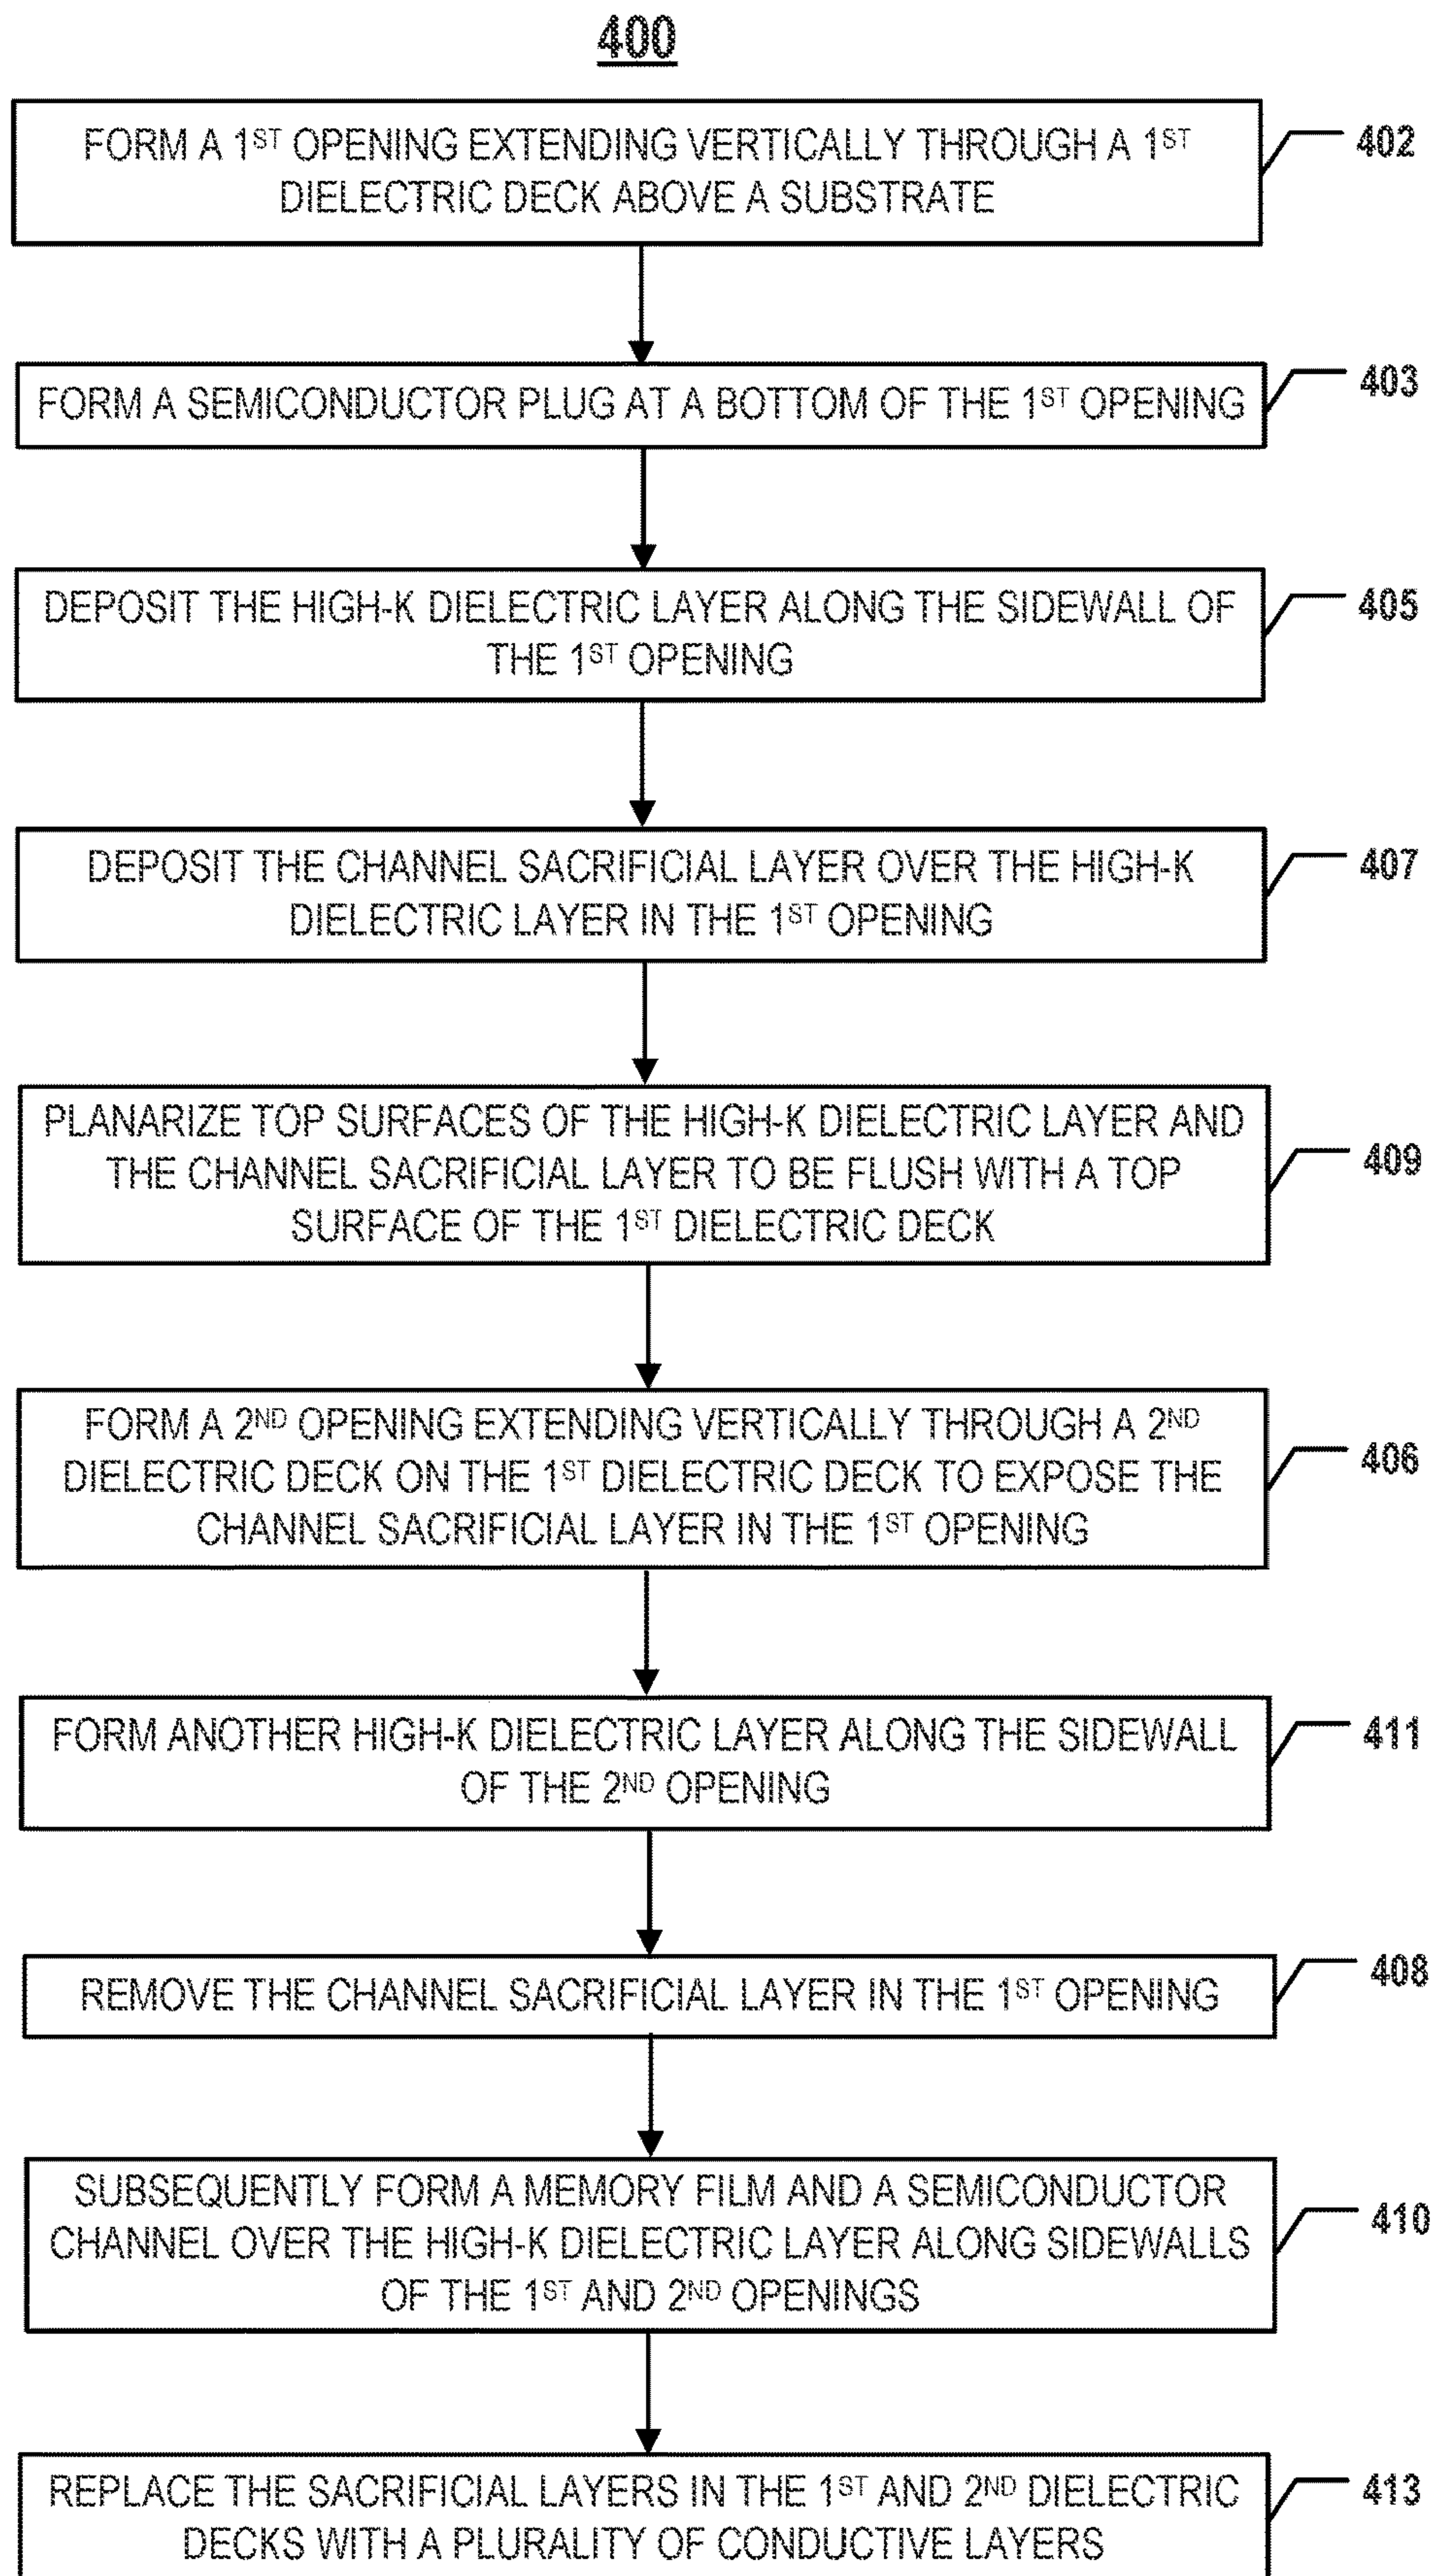 400
FORM A 1ST OPENING EXTENDING VERTICALLY THROUGH A 1ST
DIELECTRIC DECK ABOVE A SUBSTRATE
402
FORM A SEMICONDUCTOR PLUG AT A BOTTOM OF THE 1ST OPENING
403
DEPOSIT THE HIGH-K DIELECTRIC LAYER ALONG THE SIDEWALL OF
THE 1ST OPENING
405
DEPOSIT THE CHANNEL SACRIFICIAL LAYER OVER THE HIGH-K
DIELECTRIC LAYER IN THE 1ST OPENING
407
PLANARIZE TOP SURFACES OF THE HIGH-K DIELECTRIC LAYER AND
THE CHANNEL SACRIFICIAL LAYER TO BE FLUSH WITH A TOP
SURFACE OF THE 1ST DIELECTRIC DECK
409
FORM A 2ND OPENING EXTENDING VERTICALLY THROUGH A 2ND
DIELECTRIC DECK ON THE 1ST DIELECTRIC DECK TO EXPOSE THE
CHANNEL SACRIFICIAL LAYER IN THE 1ST OPENING
406
FORM ANOTHER HIGH-K DIELECTRIC LAYER ALONG THE SIDEWALL
OF THE 2ND OPENING
411
REMOVE THE CHANNEL SACRIFICIAL LAYER IN THE 1ST OPENING
408
SUBSEQUENTLY FORM A MEMORY FILM AND A SEMICONDUCTOR
CHANNEL OVER THE HIGH-K DIELECTRIC LAYER ALONG SIDEWALLS
OF THE 1ST AND 2ND OPENINGS
410
REPLACE THE SACRIFICIAL LAYERS IN THE 1ST AND 2ND DIELECTRIC
DECKS WITH A PLURALITY OF CONDUCTIVE LAYERS
413